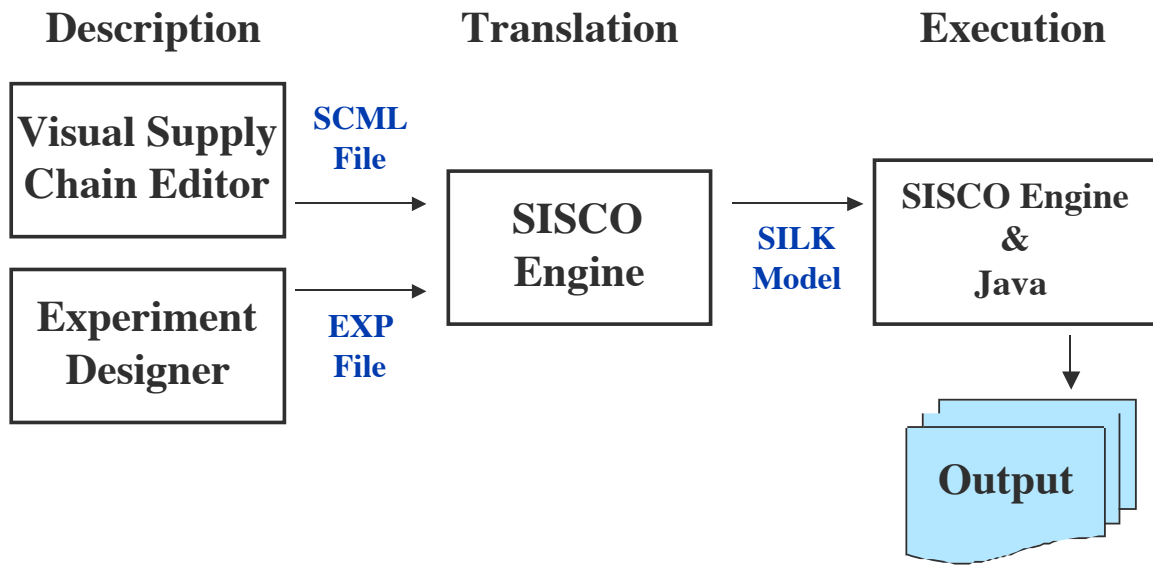 Description
Translation
Execution
Visual Supply
Chain Editor
SCML
File
Experiment
Designer
EXP
File
SISCO
Engine
SILK
Model
SISCO Engine
&
Java
Output